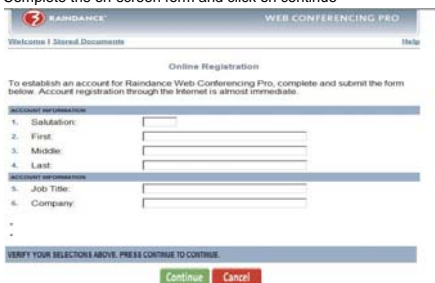 Complete the on-screen form and click on continue
RAINDANCE WEB CONFERENCING PRO
Welcome | Stored Documents Help
Online Registration
To establish an account for Raindance Web Conferencing Pro, complete and submit the form
below. Account registration through the Internet is almost immediate.
ACCOUNT INFORMATION
1. Salutation:
2. First:
3. Middle:
4. Last:
ACCOUNT INFORMATION
5. Job Title:
6. Company:
VERIFY YOUR SELECTIONS ABOVE. PRESS CONTINUE TO CONTINUE.
Continue Cancel